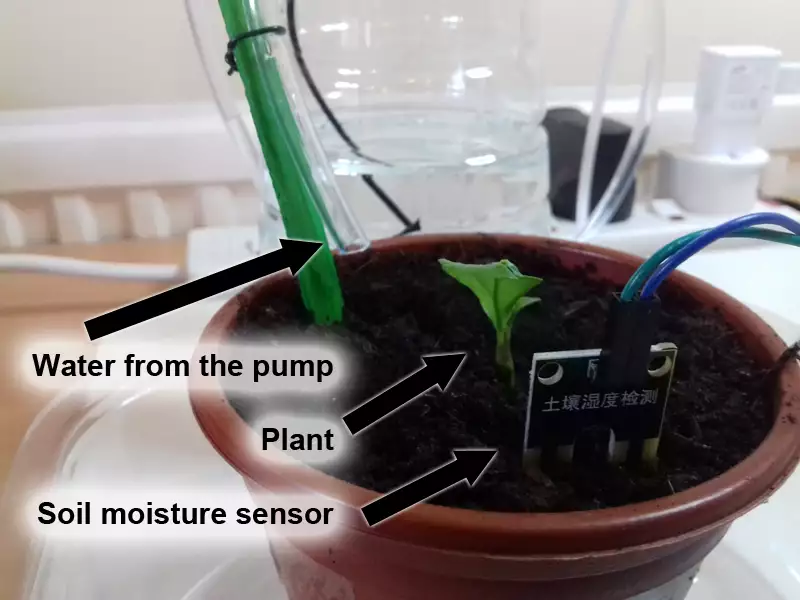 Water from the pump
Plant
土壤湿度检测
Soil moisture sensor